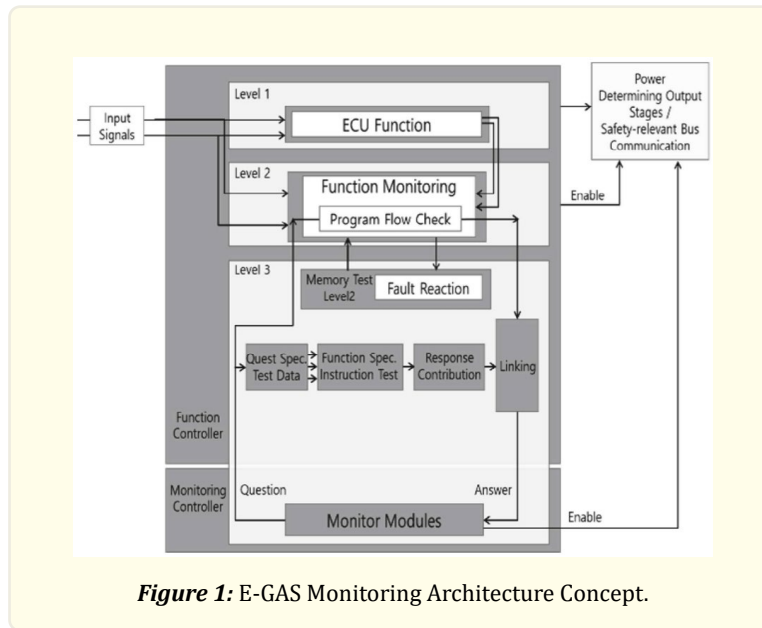 Level 1
Input
Signals
ECU Function
Power
Determining Output
Stages /
Safety-relevant Bus
Communication
Level 2
Function Monitoring
Program Flow Check
Enable
Level 3
Memory Test
Level2
Fault Reaction
Quest Spec.
Test Data
Function Spec.
Instruction Test
Response
Contribution
Linking
Function
Controller
Monitoring
Controller
Question
Answer
Monitor Modules
Enable
Figure 1: E-GAS Monitoring Architecture Concept.